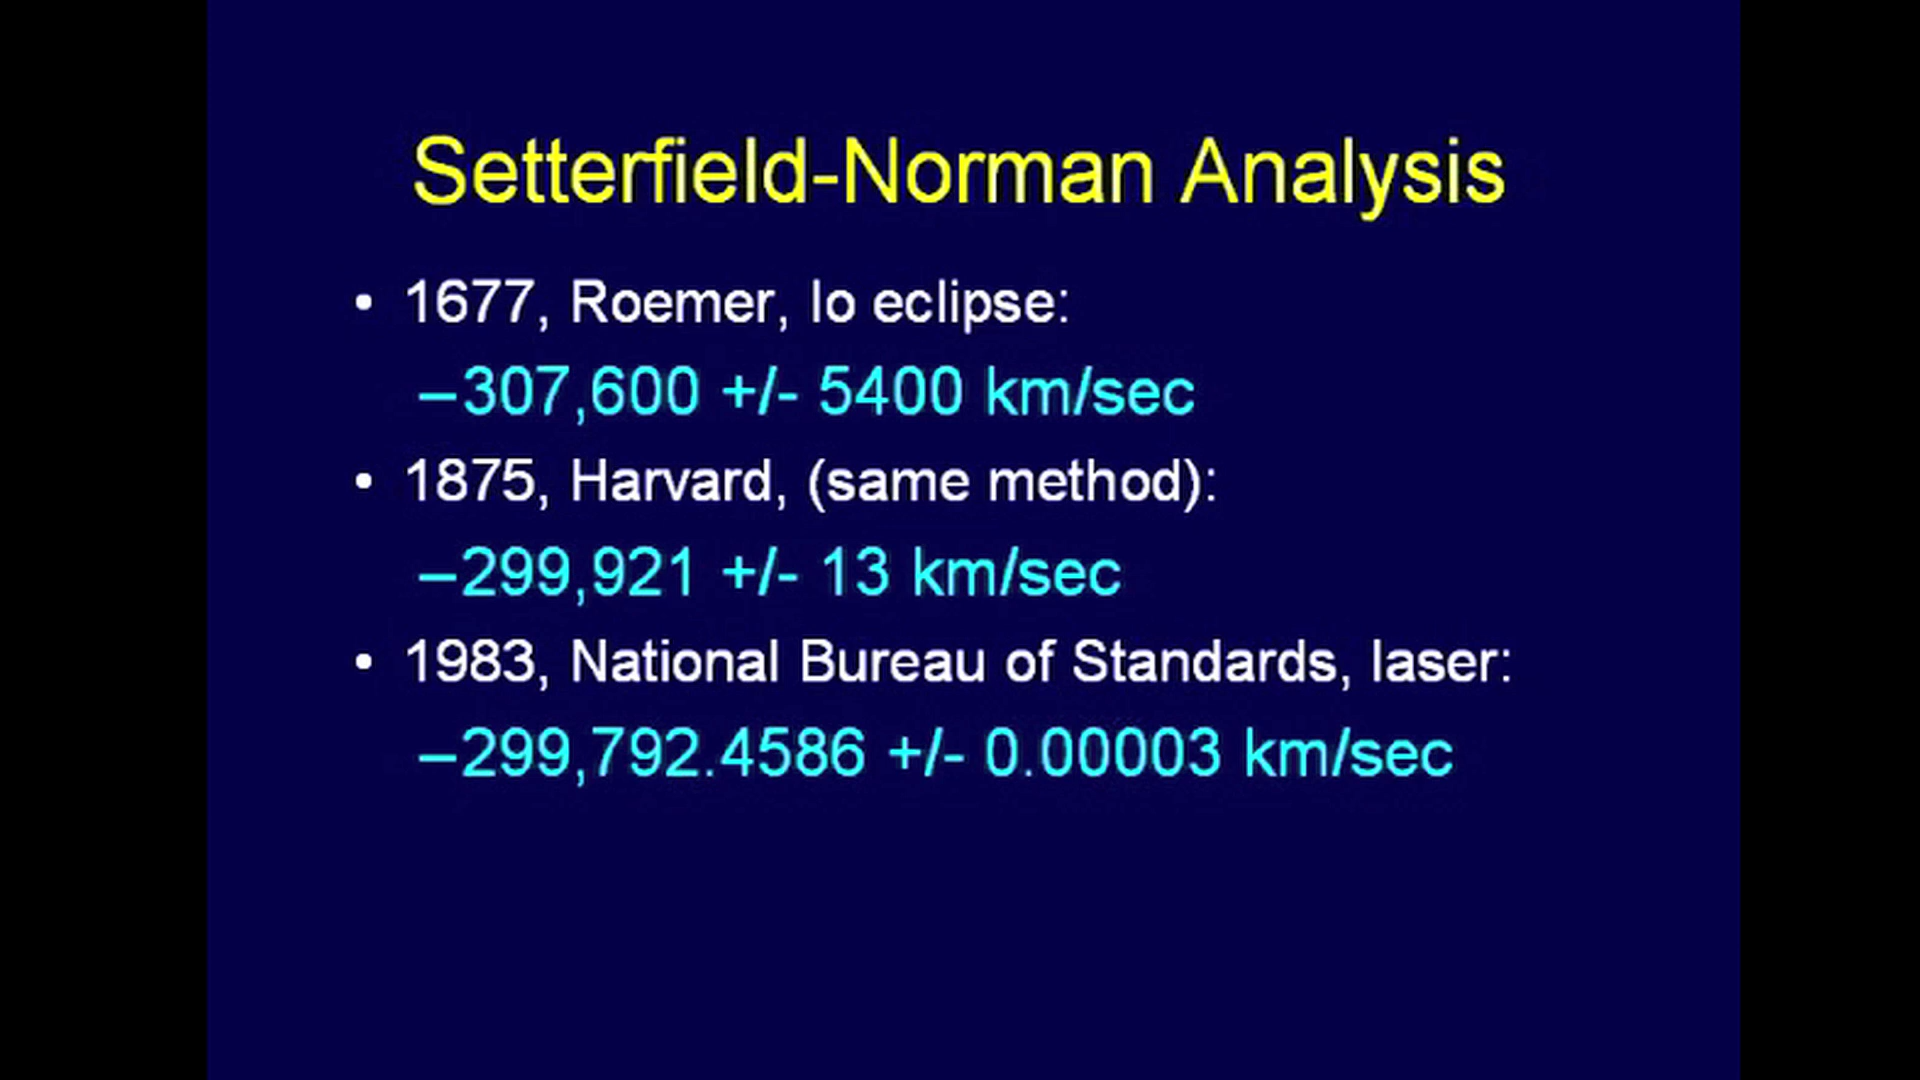 Setterfield-Norman Analysis
• 1677, Roemer, Io eclipse:
–307,600 +/- 5400 km/sec
• 1875, Harvard, (same method):
–299,921 +/- 13 km/sec
• 1983, National Bureau of Standards, laser:
–299,792.4586 +/- 0.00003 km/sec